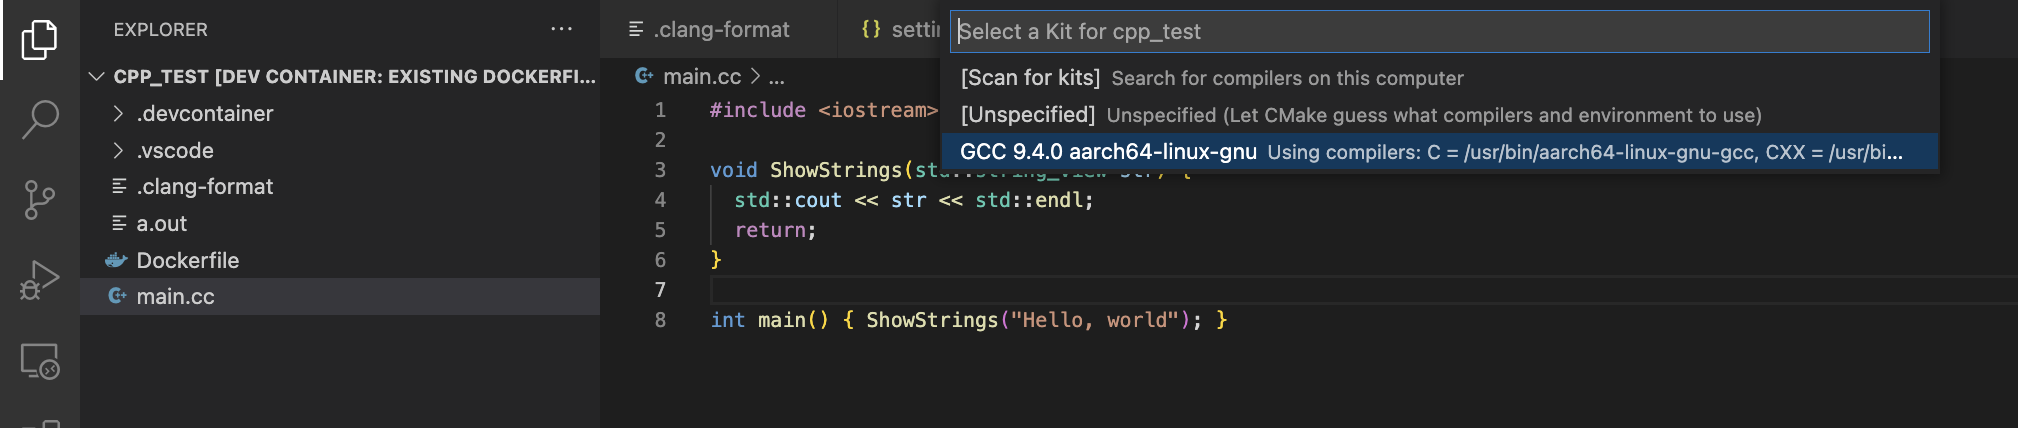 EXPLORER
···
CPP_TEST [DEV CONTAINER: EXISTING DOCKERFI...
.devcontainer
.vscode
.clang-format
a.out
Dockerfile
main.cc
.clang-format
{} settin
main.cc > ...
Select a Kit for cpp_test
[Scan for kits] Search for compilers on this computer
[Unspecified] Unspecified (Let CMake guess what compilers and environment to use)
GCC 9.4.0 aarch64-linux-gnu Using compilers: C = /usr/bin/aarch64-linux-gnu-gcc, CXX = /usr/bi...
1 #include <iostream>
2
3 void ShowStrings(std::string_view str) {
4 std::cout << str << std::endl;
5 return;
6 }
7
8 int main() { ShowStrings("Hello, world"); }